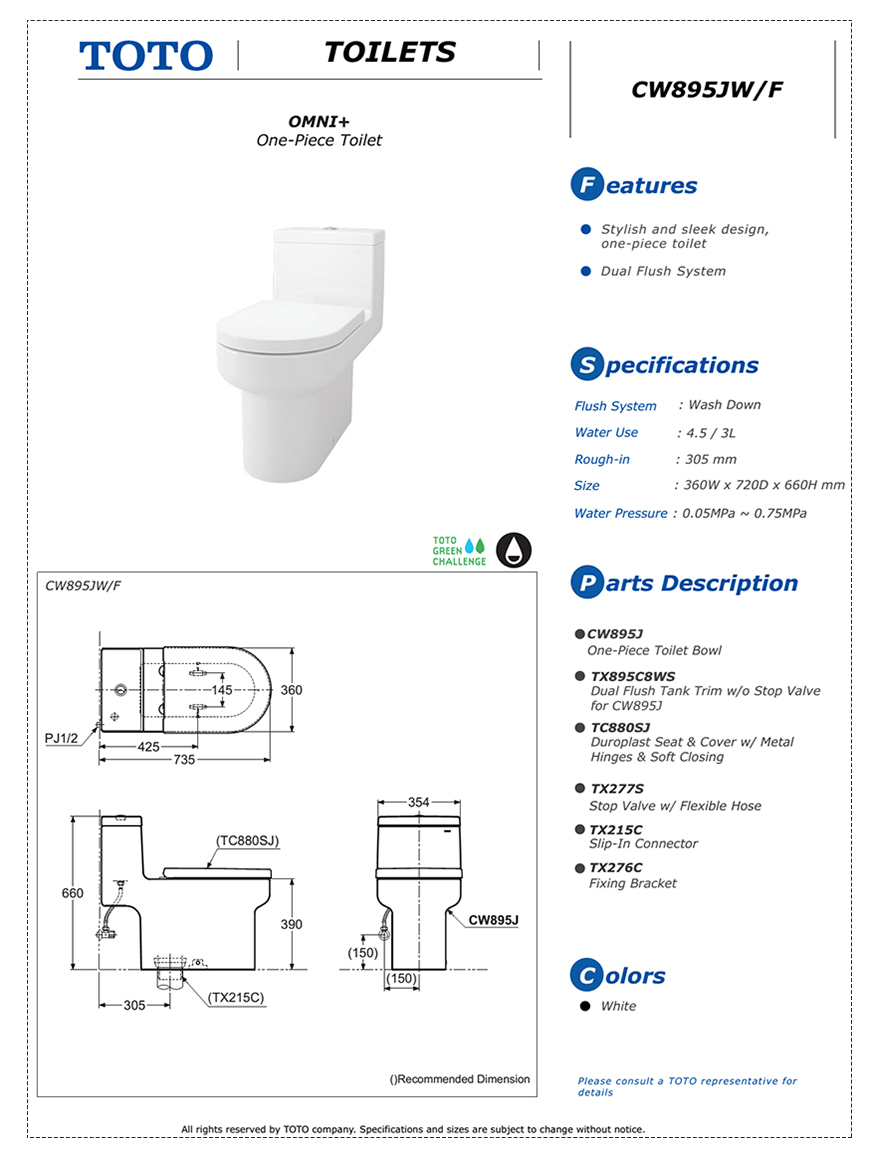 TOTO
TOILETS
CW895JW/F
OMNI+
One-Piece Toilet
Features
Stylish and sleek design,
one-piece toilet
Dual Flush System
Specifications
Flush System : Wash Down
Water Use : 4.5 / 3L
Rough-in : 305 mm
Size : 360W x 720D x 660H mm
Water Pressure : 0.05MPa ~ 0.75MPa
TOTO
GREEN
CHALLENGE
Parts Description
CW895J
One-Piece Toilet Bowl
TX895C8WS
Dual Flush Tank Trim w/o Stop Valve
for CW895J
TC880SJ
Duroplast Seat & Cover w/ Metal
Hinges & Soft Closing
TX277S
Stop Valve w/ Flexible Hose
TX215C
Slip-In Connector
TX276C
Fixing Bracket
Colors
White
Please consult a TOTO representative for
details
CW895JW/F
145
360
PJ1/2
425
735
354
(TC880SJ)
660
390
CW895J
(150)
(150)
305
(TX215C)
()Recommended Dimension
All rights reserved by TOTO company. Specifications and sizes are subject to change without notice.